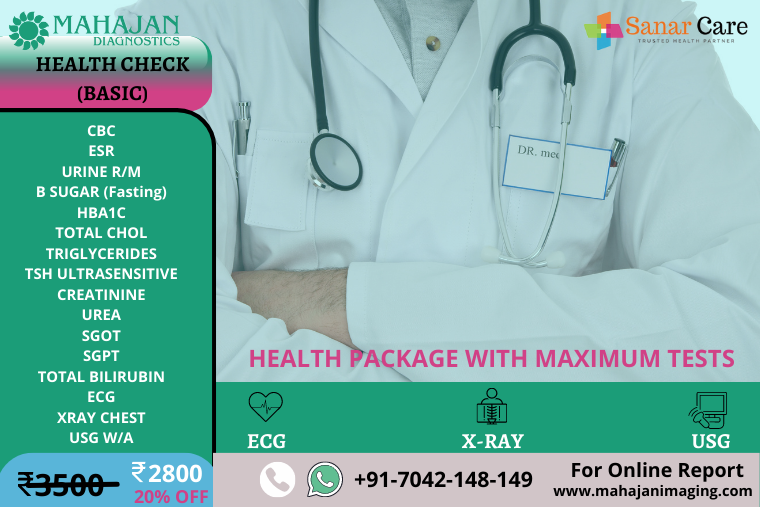 MAHAJAN
DIAGNOSTICS
HEALTH CHECK
(BASIC)
Sanar Care
TRUSTED HEALTH PARTNER
CBC
ESR
URINE R/M
B SUGAR (Fasting)
HBA1C
TOTAL CHOL
TRIGLYCERIDES
TSH ULTRASENSITIVE
CREATININE
UREA
SGOT
SGPT
TOTAL BILIRUBIN
ECG
XRAY CHEST
USG W/A
₹3500
₹2800
20% OFF
DR. med
HEALTH PACKAGE WITH MAXIMUM TESTS
ECG
X-RAY
USG
+91-7042-148-149
For Online Report
www.mahajanimaging.com